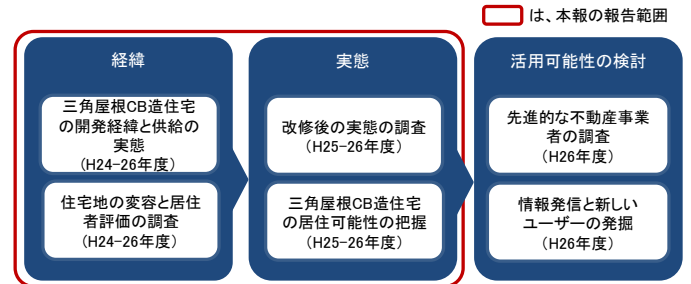 は、本報の報告範囲
経緯
三角屋根CB造住宅
の開発経緯と供給の
実態
(H24-26年度)
住宅地の変容と居住
者評価の調査
(H24-26年度)
実態
改修後の実態の調査
(H25-26年度)
三角屋根CB造住宅
の居住可能性の把握
(H25-26年度)
活用可能性の検討
先進的な不動産事業
者の調査
(H26年度)
情報発信と新しい
ユーザーの発掘
(H26年度)